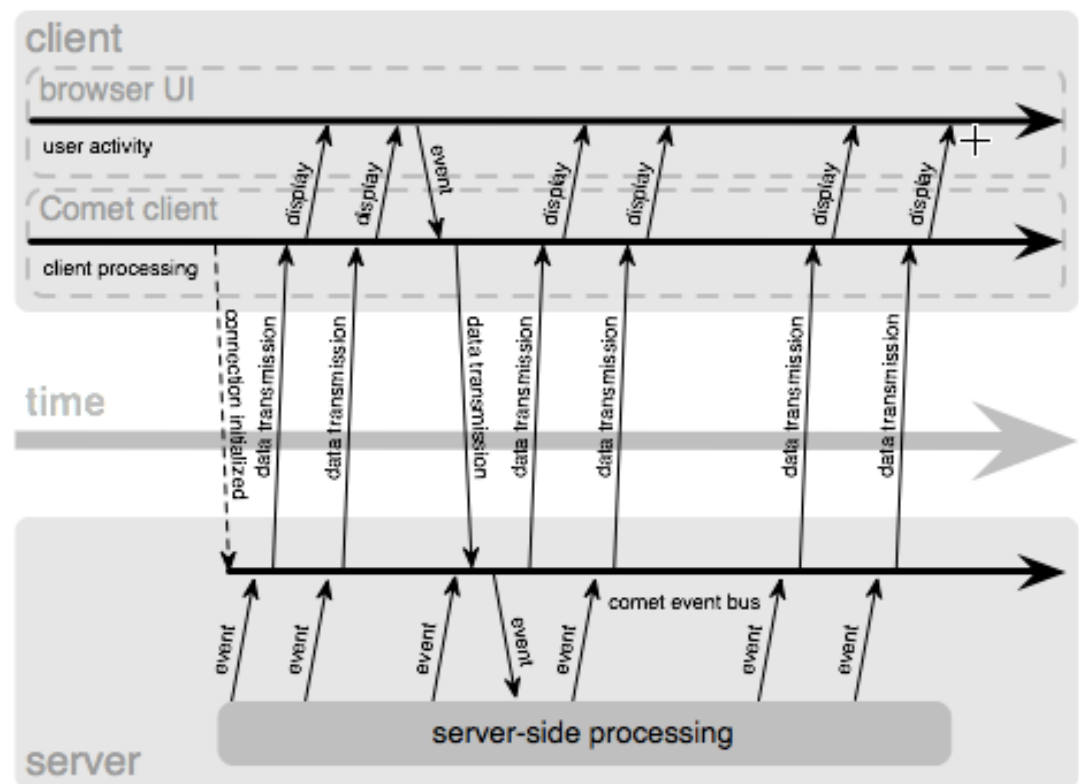 client
browser UI
user activity
display
display
event
display
display
display
display
Comet client
client processing
connection initialized
data transmission
data transmission
data transmission
data transmission
data transmission
data transmission
data transmission
time
comet event bus
event
event
event
event
event
event
event
server-side processing
server